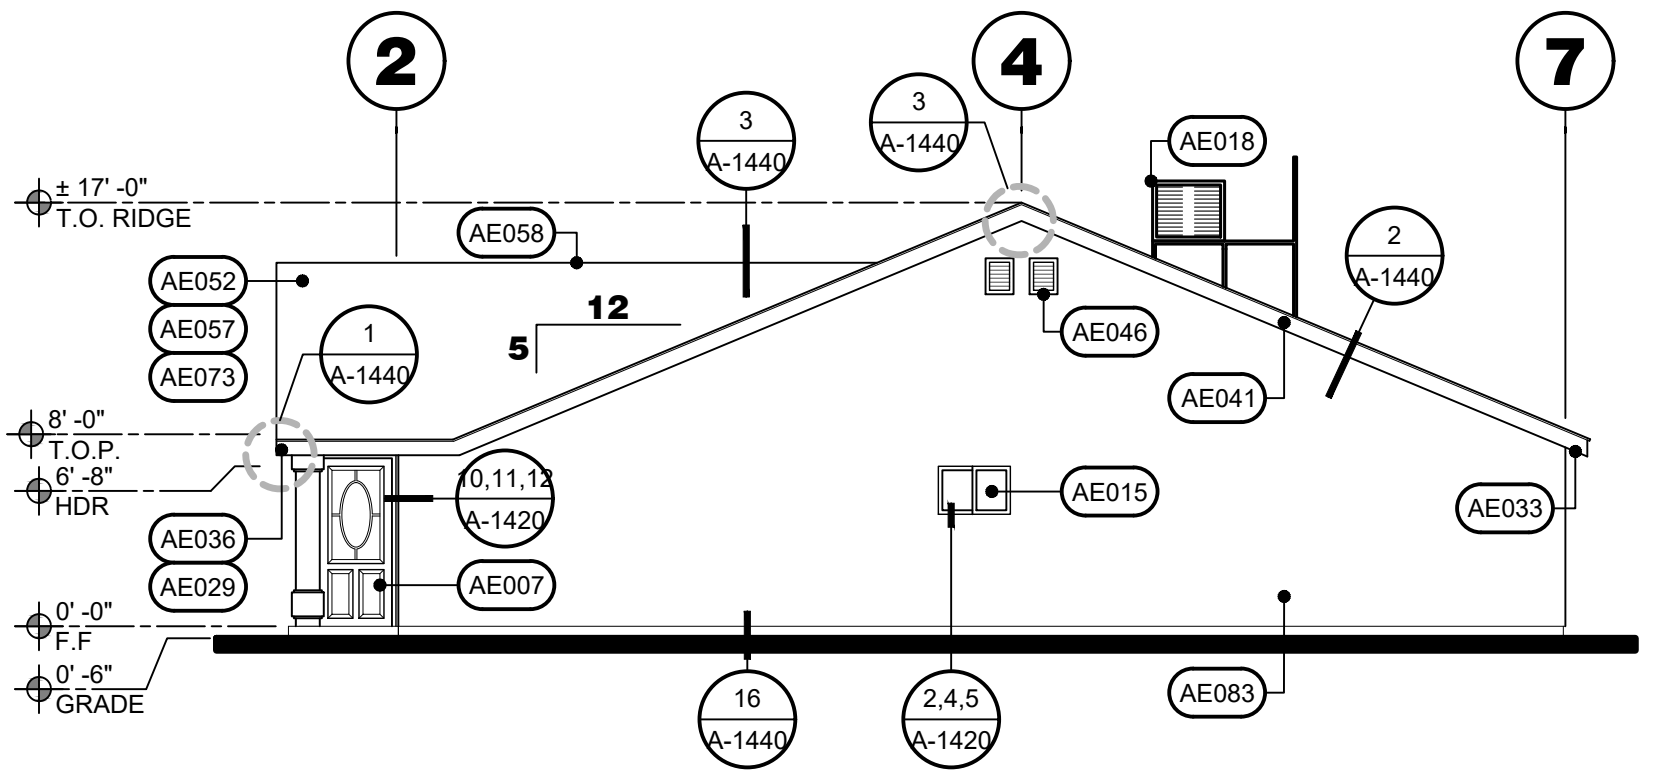 2
4
7
3
A-1440
3
A-1440
AE018
± 17' -0"
T.O. RIDGE
AE058
2
A-1440
AE052
AE057
AE073
12
5
1
A-1440
AE046
AE041
8' -0"
T.O.P.
6' -8"
HDR
10,11,12
A-1420
AE015
AE033
AE036
AE029
AE007
0' -0"
F.F
0' -6"
GRADE
16
A-1440
2,4,5
A-1420
AE083